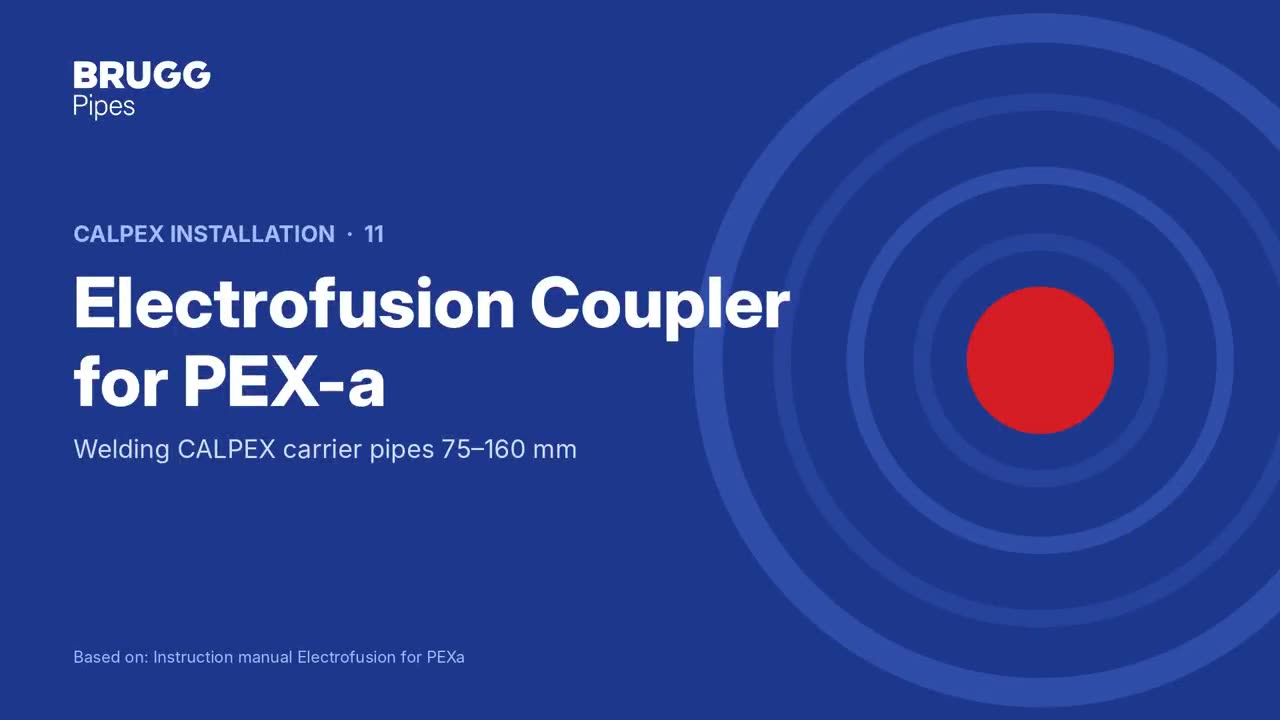 BRUGG
Pipes
CALPEX INSTALLATION · 11
Electrofusion Coupler
for PEX-a
Welding CALPEX carrier pipes 75–160 mm
Based on: Instruction manual Electrofusion for PEXa